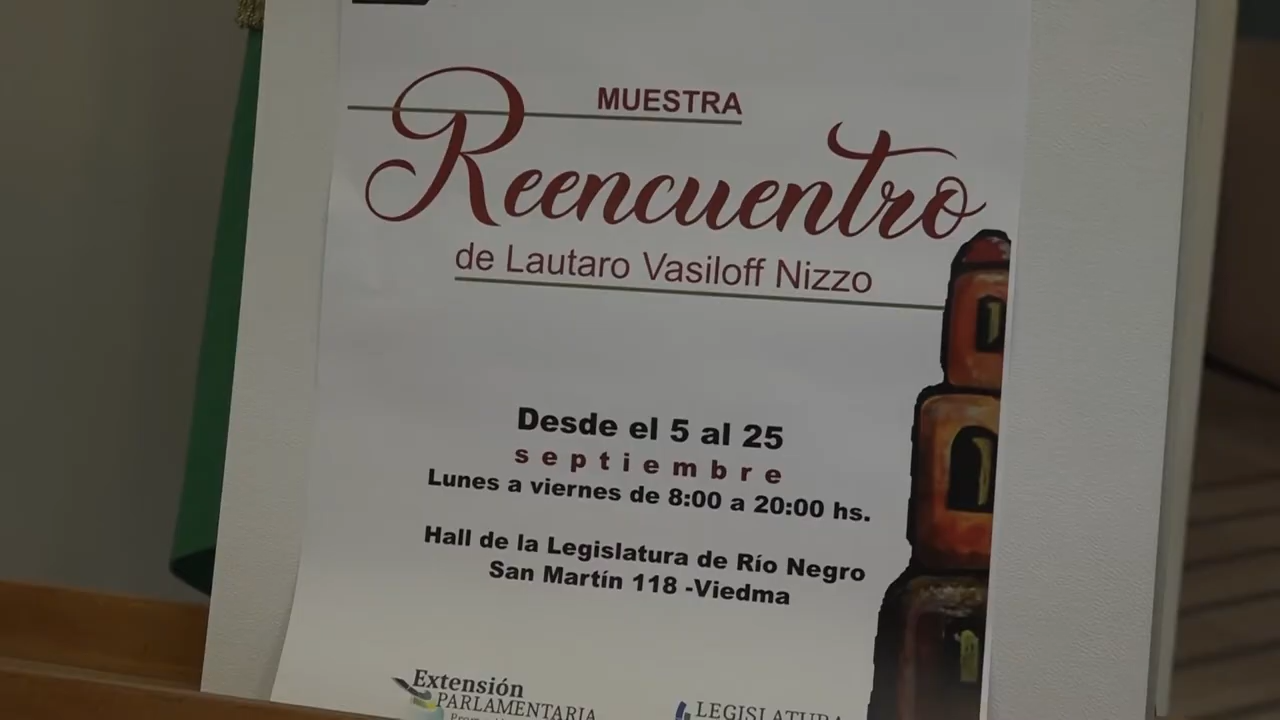 MUESTRA
Reencuentro
de Lautaro Vasiloff Nizzo
Desde el 5 al 25
septiembre
Lunes a viernes de 8:00 a 20:00 hs.
Hall de la Legislatura de Río Negro
San Martín 118 -Viedma
Extensión
PARLAMENTARIA
LEGISLATURA